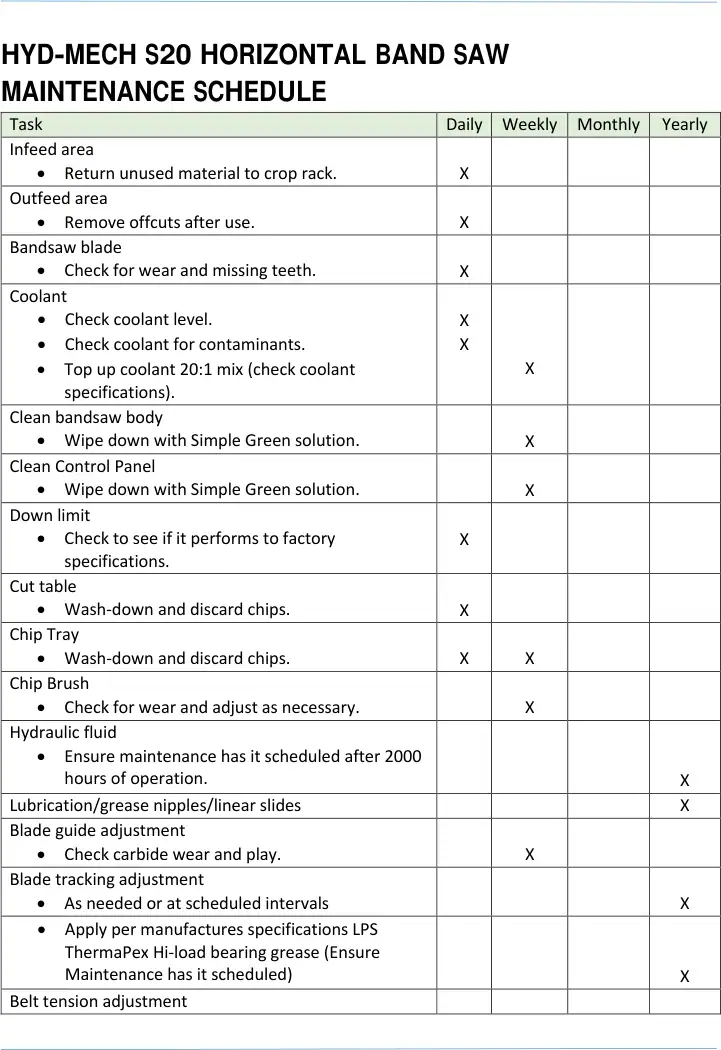 HYD-MECH S20 HORIZONTAL BAND SAW
MAINTENANCE SCHEDULE
Task Daily Weekly Monthly Yearly
Infeed area
• Return unused material to crop rack. X
Outfeed area
• Remove offcuts after use. X
Bandsaw blade
• Check for wear and missing teeth. X
Coolant
• Check coolant level. X
• Check coolant for contaminants. X
• Top up coolant 20:1 mix (check coolant X
specifications).
Clean bandsaw body
• Wipe down with Simple Green solution. X
Clean Control Panel
• Wipe down with Simple Green solution. X
Down limit
• Check to see if it performs to factory X
specifications.
Cut table
• Wash-down and discard chips. X
Chip Tray
• Wash-down and discard chips. X X
Chip Brush
• Check for wear and adjust as necessary. X
Hydraulic fluid
• Ensure maintenance has it scheduled after 2000
hours of operation. X
Lubrication/grease nipples/linear slides X
Blade guide adjustment
• Check carbide wear and play. X
Blade tracking adjustment
• As needed or at scheduled intervals X
• Apply per manufactures specifications LPS
ThermaPex Hi-load bearing grease (Ensure
Maintenance has it scheduled) X
Belt tension adjustment